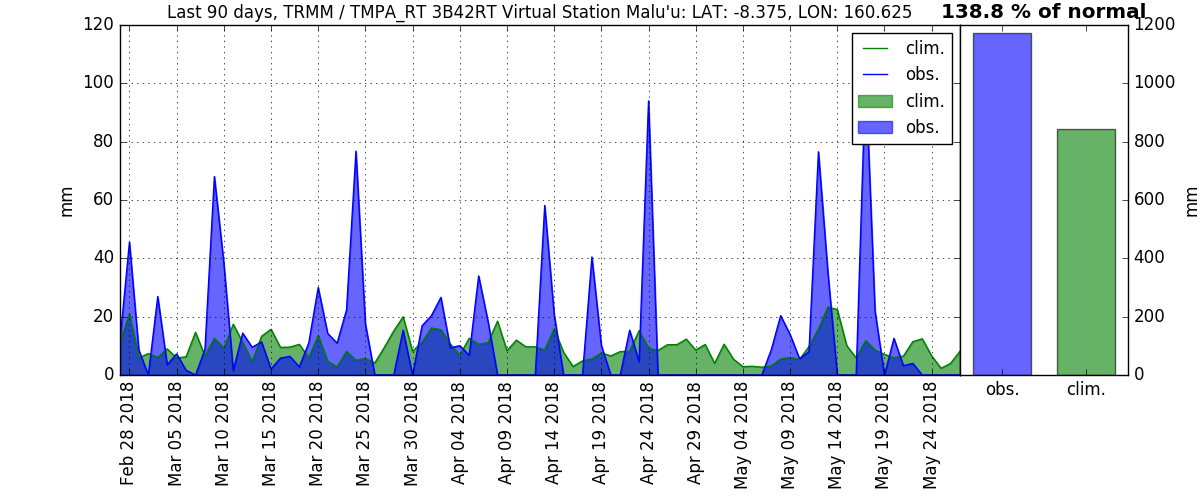 Last 90 days, TRMM / TMPA_RT 3B42RT Virtual Station Malu'u: LAT: -8.375, LON: 160.625
138.8 % of normal
120
100
80
60
40
20
0
mm
clim.
obs.
clim.
obs.
1200
1000
800
600
400
200
0
mm
obs.
clim.
Feb 28 2018
Mar 05 2018
Mar 10 2018
Mar 15 2018
Mar 20 2018
Mar 25 2018
Mar 30 2018
Apr 04 2018
Apr 09 2018
Apr 14 2018
Apr 19 2018
Apr 24 2018
Apr 29 2018
May 04 2018
May 09 2018
May 14 2018
May 19 2018
May 24 2018